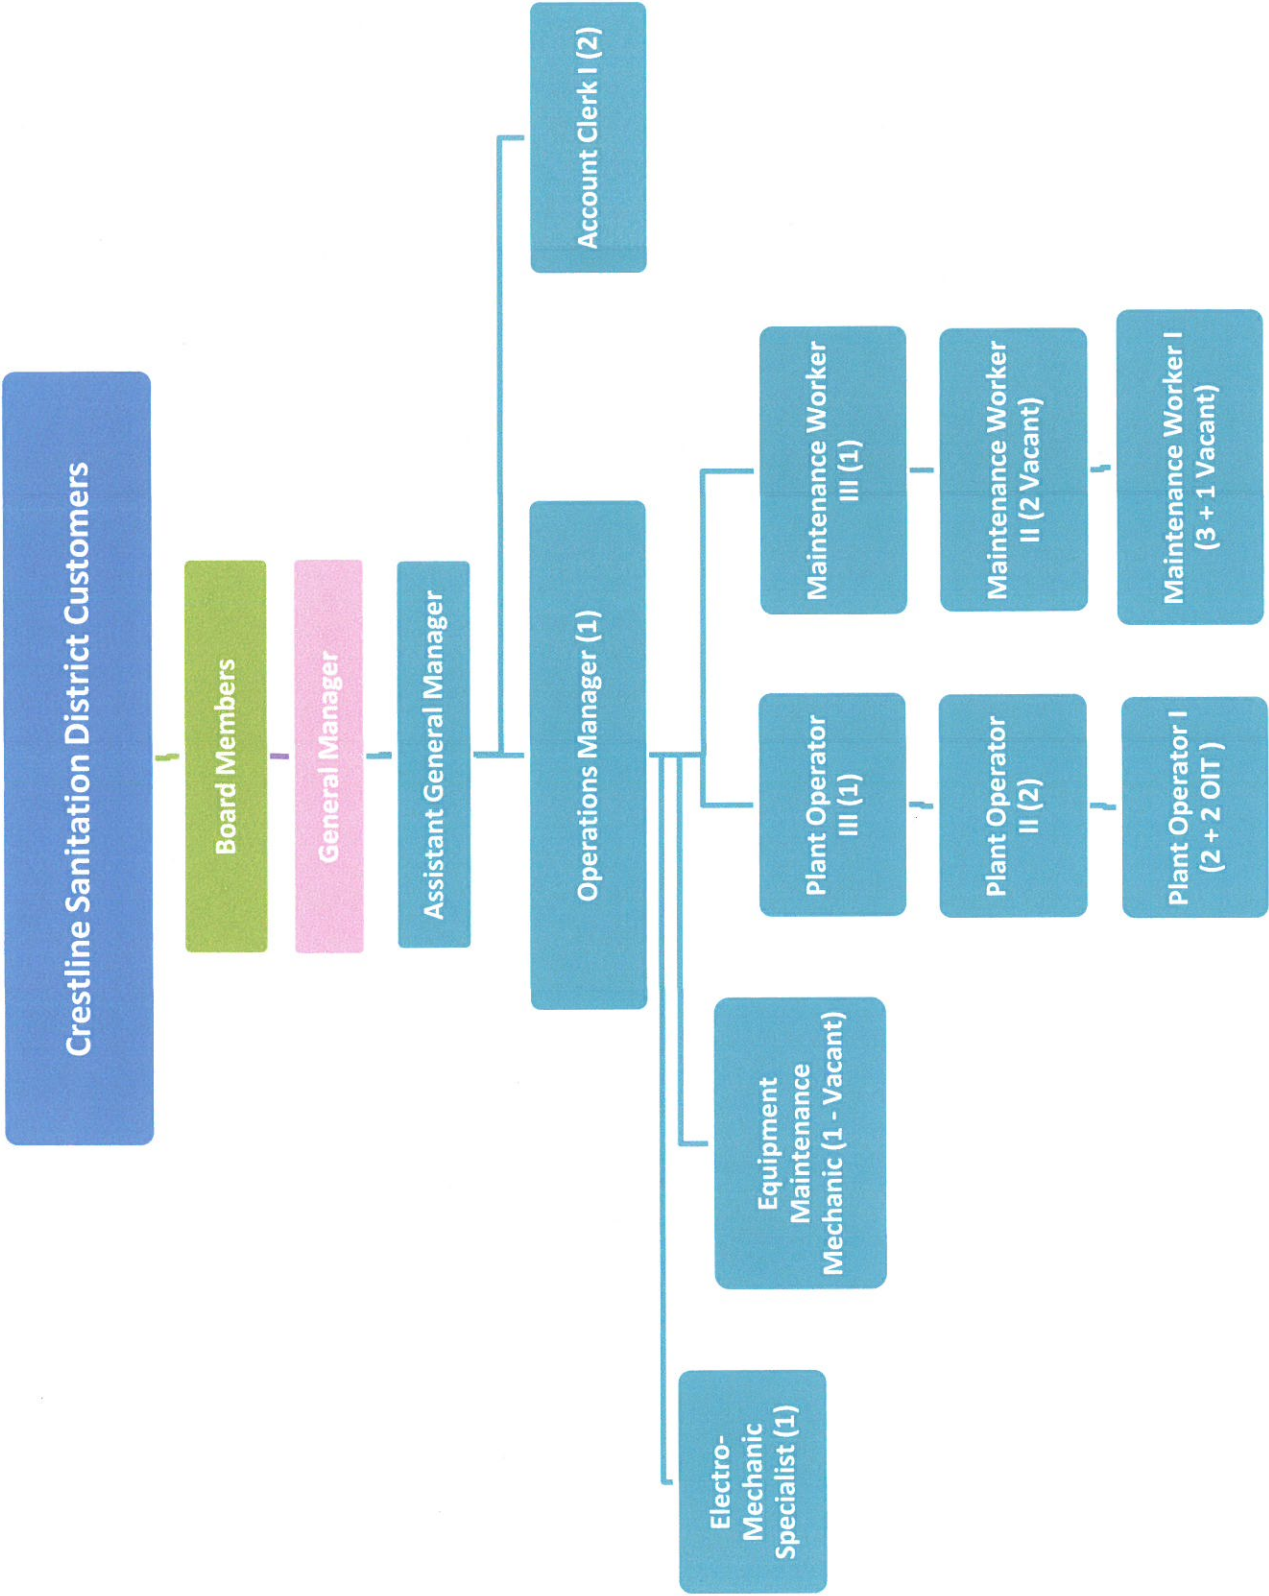 Crestline Sanitation District Customers
Board Members
General Manager
Assistant General Manager
Operations Manager (1)
Account Clerk I (2)
Electro-
Mechanic
Specialist (1)
Equipment
Maintenance
Mechanic (1 - Vacant)
Plant Operator
III (1)
Maintenance Worker
III (1)
Plant Operator
II (2)
Maintenance Worker
II (2 Vacant)
Plant Operator I
(2 + 2 OIT )
Maintenance Worker I
(3 + 1 Vacant)